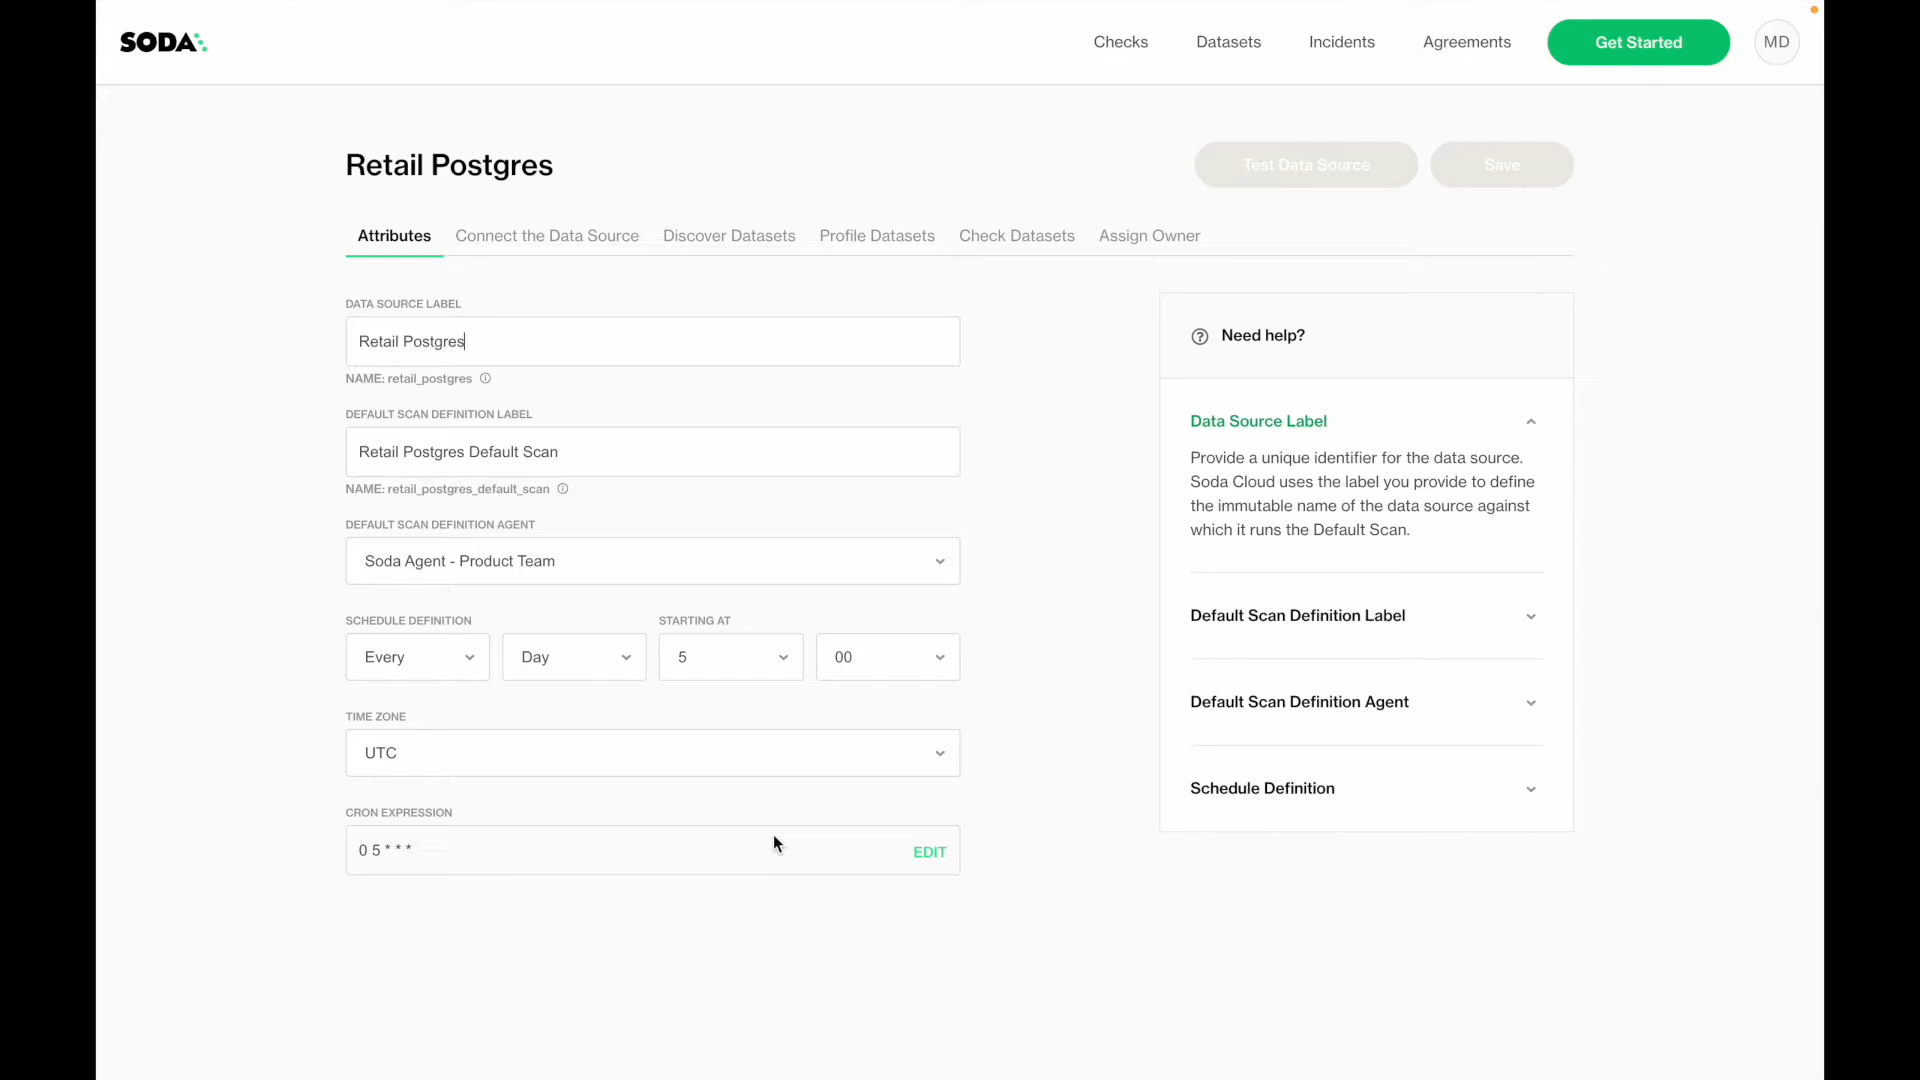 SODA
Checks Datasets Incidents Agreements Get Started MD
Retail Postgres
Test Data Source Save
Attributes Connect the Data Source Discover Datasets Profile Datasets Check Datasets Assign Owner
DATA SOURCE LABEL
Retail Postgres
NAME: retail_postgres
DEFAULT SCAN DEFINITION LABEL
Retail Postgres Default Scan
NAME: retail_postgres_default_scan
DEFAULT SCAN DEFINITION AGENT
Soda Agent - Product Team
SCHEDULE DEFINITION STARTING AT
Every Day 5 00
TIME ZONE
UTC
CRON EXPRESSION
0 5 * * * EDIT
Need help?
Data Source Label
Provide a unique identifier for the data source.
Soda Cloud uses the label you provide to define
the immutable name of the data source against
which it runs the Default Scan.
Default Scan Definition Label
Default Scan Definition Agent
Schedule Definition